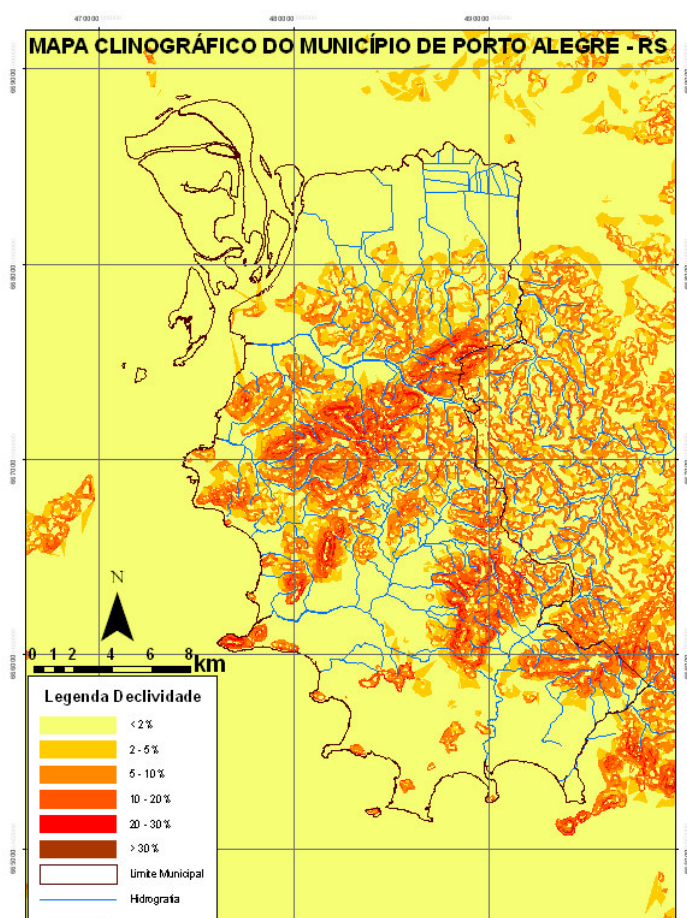 470000
480000
490000
MAPA CLINOGRÁFICO DO MUNICÍPIO DE PORTO ALEGRE - RS
N
0 1 2 4 6 8 km
Legenda Declividade
< 2 %
2 - 5 %
5 - 10 %
10 - 20 %
20 - 30 %
> 30 %
Limite Municipal
Hidrografia